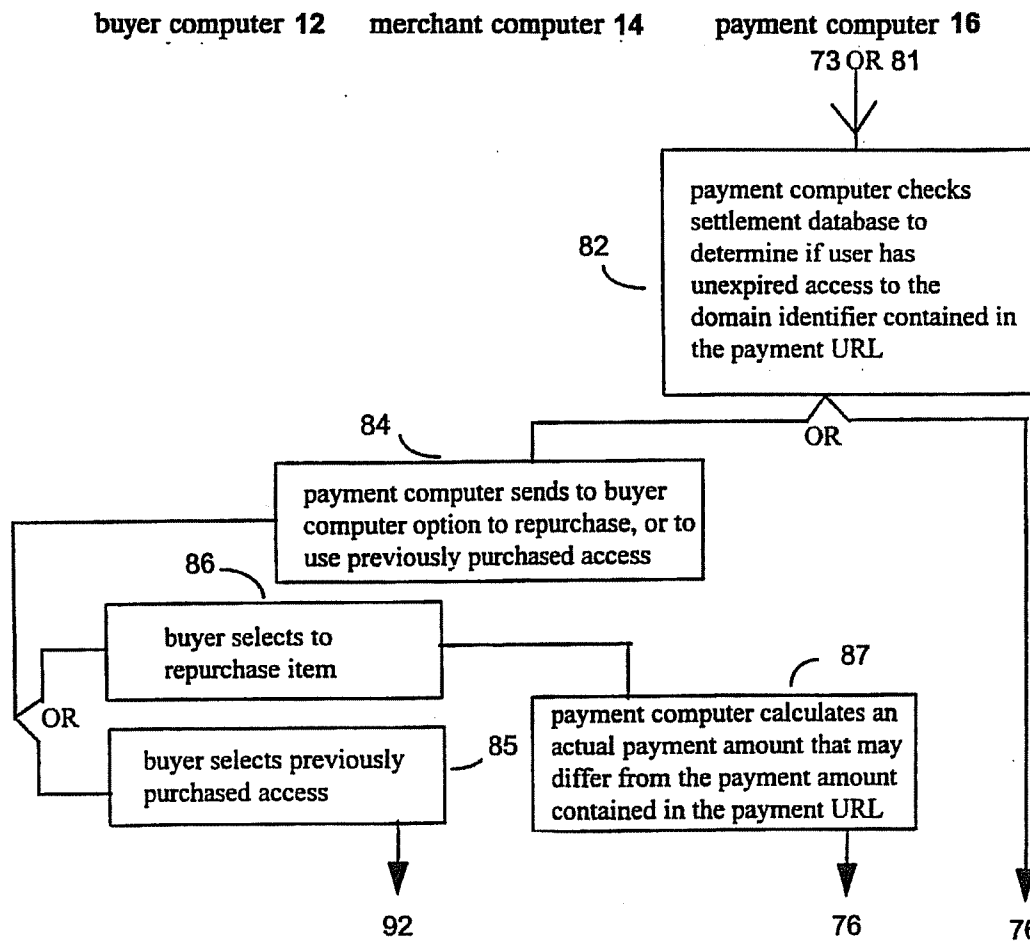 buyer computer 12 merchant computer 14 payment computer 16
73 OR 81
payment computer checks
settlement database to
determine if user has
unexpired access to the
domain identifier contained in
the payment URL
82
OR
84
payment computer sends to buyer
computer option to repurchase, or to
use previously purchased access
86
buyer selects to
repurchase item
87
OR
payment computer calculates an
actual payment amount that may
differ from the payment amount
contained in the payment URL
buyer selects previously
purchased access
85
92
76
76